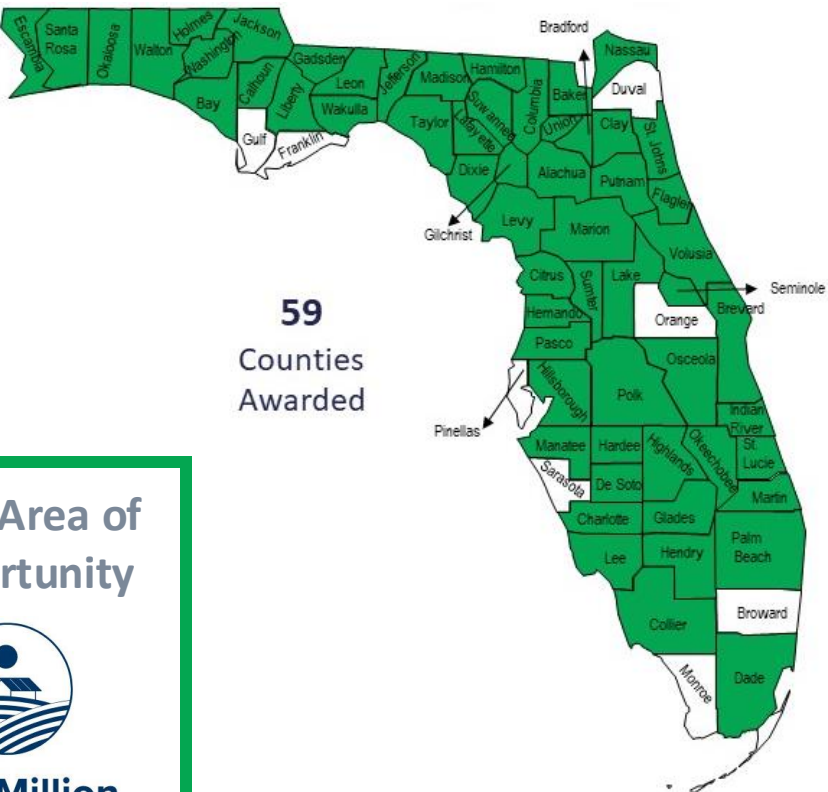 Bradford
Escambia
Santa
Rosa
Okaloosa
Walton
Holmes
Washington
Jackson
Bay
Calhoun
Gulf
Liberty
Franklin
Gadsden
Leon
Wakulla
Jefferson
Madison
Taylor
Hamilton
Suwannee
Lafayette
Dixie
Columbia
Baker
Union
Nassau
Duval
Clay
St Johns
Alachua
Putnam
Flagler
Gilchrist
Levy
Marion
Volusia
Citrus
Sumter
Lake
Seminole
Hernando
Orange
Brevard
Pasco
Osceola
Hillsborough
Polk
Pinellas
Indian
River
Manatee
Hardee
Highlands
Okeechobee
St.
Lucie
Sarasota
De Soto
Martin
Charlotte
Glades
Lee
Hendry
Palm
Beach
Collier
Broward
Monroe
Dade
59
Counties
Awarded
Area of